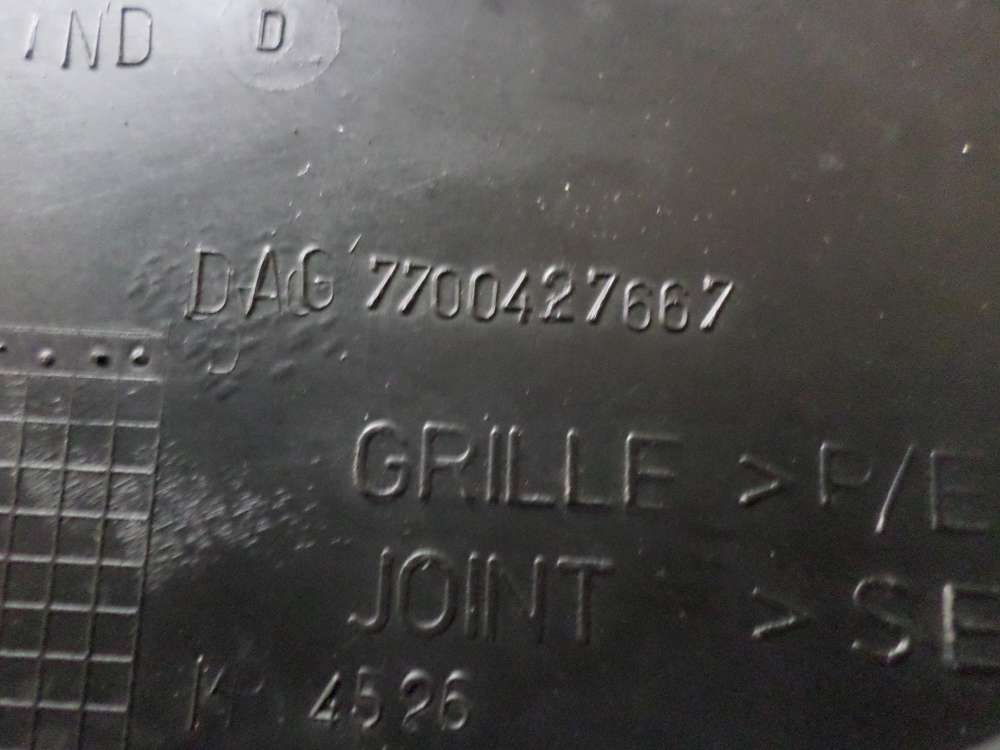 IND D
DAG 7700427667
GRILLE >P/E
JOINT >SE
4526